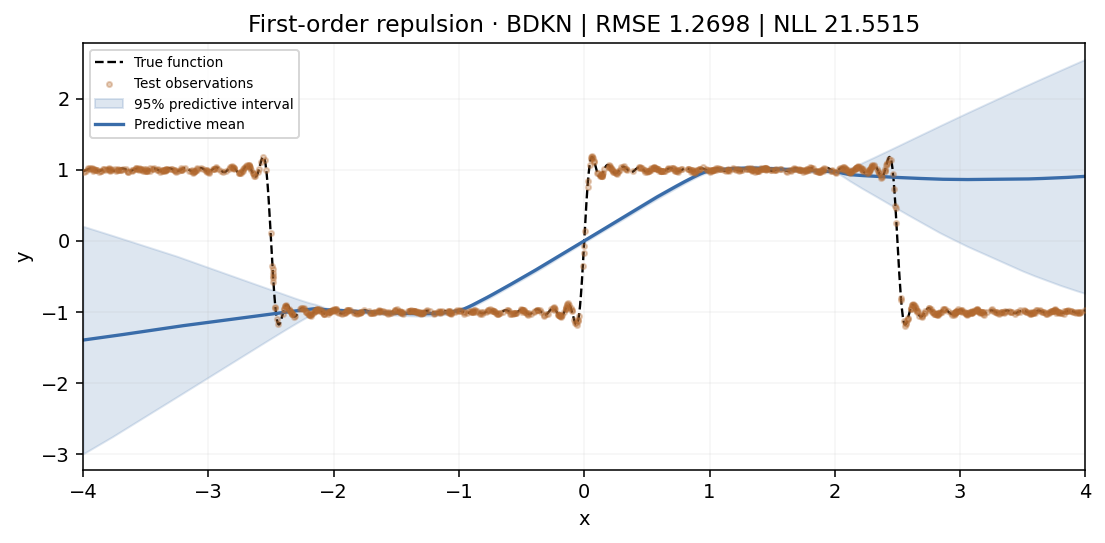 First-order repulsion · BDKN | RMSE 1.2698 | NLL 21.5515
True function
Test observations
95% predictive interval
Predictive mean
y
2
1
0
−1
−2
−3
−4 −3 −2 −1 0 1 2 3 4
x